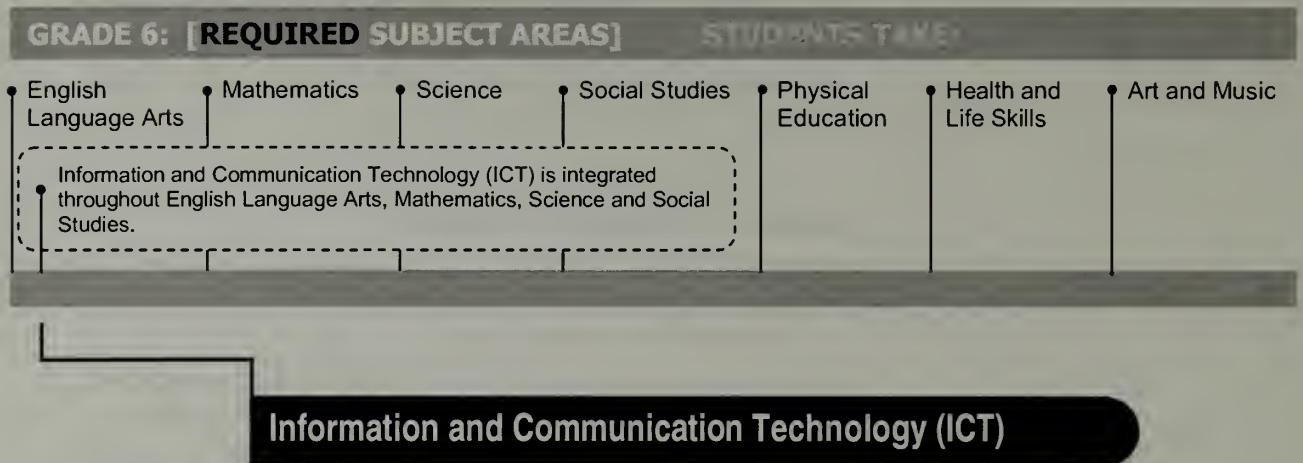 GRADE 6: [REQUIRED SUBJECT AREAS] STUDENTS TAKE:
English
Language Arts
Mathematics
Science
Social Studies
Physical
Education
Health and
Life Skills
Art and Music
Information and Communication Technology (ICT) is integrated
throughout English Language Arts, Mathematics, Science and Social
Studies.
Information and Communication Technology (ICT)